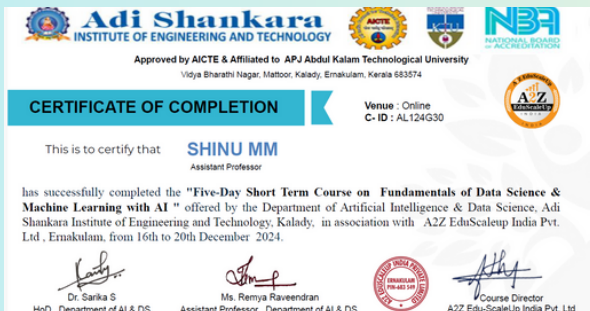 Adi Shankara
INSTITUTE OF ENGINEERING AND TECHNOLOGY
AICTE
NBA
NATIONAL BOARD
OF ACCREDITATION
Approved by AICTE & Affiliated to APJ Abdul Kalam Technological University
Vidya Bharathi Nagar, Mattoor, Kalady, Ernakulam, Kerala 683574
CERTIFICATE OF COMPLETION
Venue : Online
C- ID : AL124G30
A2Z
EduScaleUp
INDIA
This is to certify that SHINU MM
Assistant Professor
has successfully completed the "Five-Day Short Term Course on Fundamentals of Data Science &
Machine Learning with AI " offered by the Department of Artificial Intelligence & Data Science, Adi
Shankara Institute of Engineering and Technology, Kalady, in association with A2Z EduScaleup India Pvt.
Ltd , Ernakulam, from 16th to 20th December 2024.
Dr. Sarika S
HoD, Department of AI & DS
Ms. Remya Raveendran
Assistant Professor, Department of AI & DS
ERNAKULAM
PIN-683 549
Course Director
A2Z Edu-ScaleUp India Pvt. Ltd